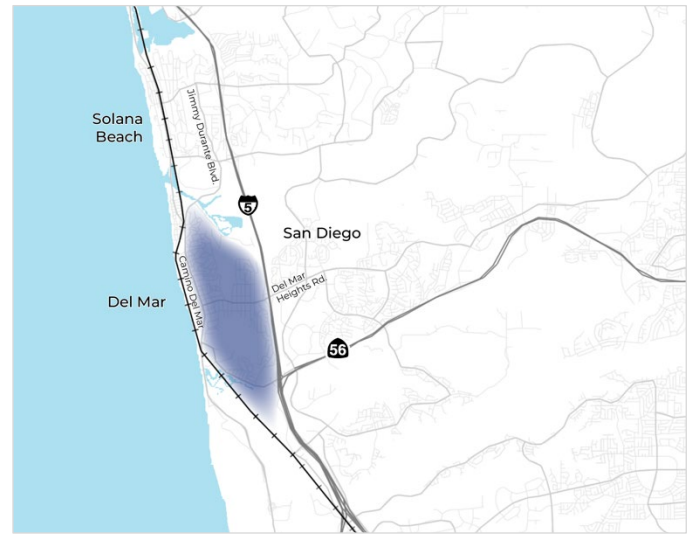 Solana
Beach
Jimmy Durante Blvd.
5
San Diego
Del Mar
Heights Rd.
Del Mar
Camino Del Mar
56